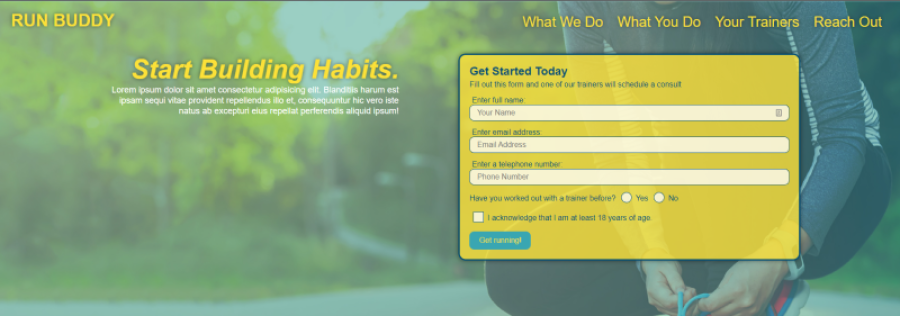 RUN BUDDY
What We Do What You Do Your Trainers Reach Out
Start Building Habits.
Lorem ipsum dolor sit amet consectetur adipisicing elit. Blanditiis harum est
ipsam sequi vitae provident repellendus illo et, consequuntur hic vero iste
natus ab excepturi eius repellat perferendis aliquid ipsum!
Get Started Today
Fill out this form and one of our trainers will schedule a consult.
Enter full name:
Your Name
Enter email address:
Email Address
Enter a telephone number:
Phone Number
Have you worked out with a trainer before? Yes No
I acknowledge that I am at least 18 years of age.
Get running!